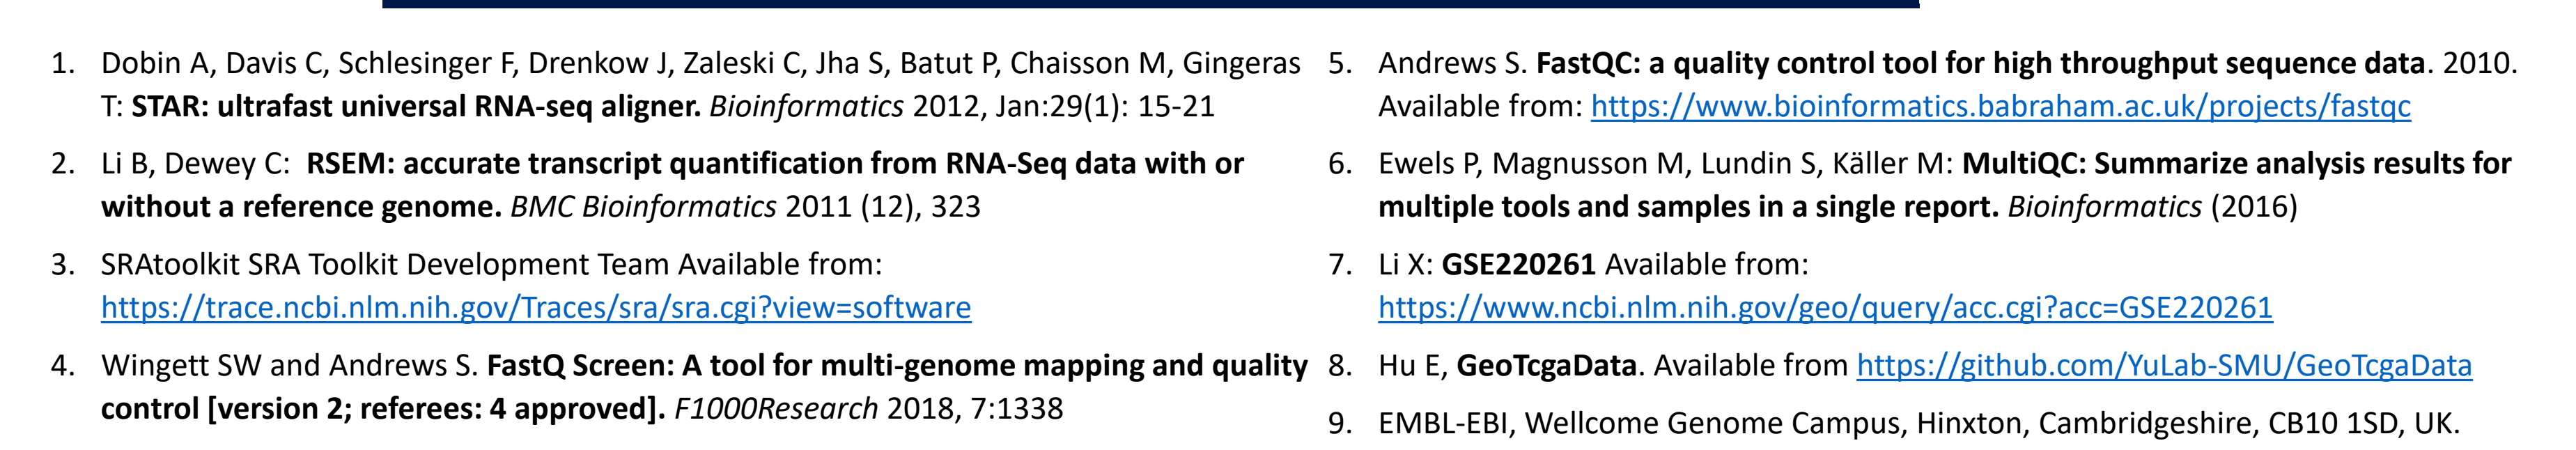 1. Dobin A, Davis C, Schlesinger F, Drenkow J, Zaleski C, Jha S, Batut P, Chaisson M, Gingeras
T: STAR: ultrafast universal RNA-seq aligner. Bioinformatics 2012, Jan:29(1): 15-21
2. Li B, Dewey C: RSEM: accurate transcript quantification from RNA-Seq data with or
without a reference genome. BMC Bioinformatics 2011 (12), 323
3. SRAtoolkit SRA Toolkit Development Team Available from:
https://trace.ncbi.nlm.nih.gov/Traces/sra/sra.cgi?view=software
4. Wingett SW and Andrews S. FastQ Screen: A tool for multi-genome mapping and quality
control [version 2; referees: 4 approved]. F1000Research 2018, 7:1338
5. Andrews S. FastQC: a quality control tool for high throughput sequence data. 2010.
Available from: https://www.bioinformatics.babraham.ac.uk/projects/fastqc
6. Ewels P, Magnusson M, Lundin S, Käller M: MultiQC: Summarize analysis results for
multiple tools and samples in a single report. Bioinformatics (2016)
7. Li X: GSE220261 Available from:
https://www.ncbi.nlm.nih.gov/geo/query/acc.cgi?acc=GSE220261
8. Hu E, GeoTcgaData. Available from https://github.com/YuLab-SMU/GeoTcgaData
9. EMBL-EBI, Wellcome Genome Campus, Hinxton, Cambridgeshire, CB10 1SD, UK.